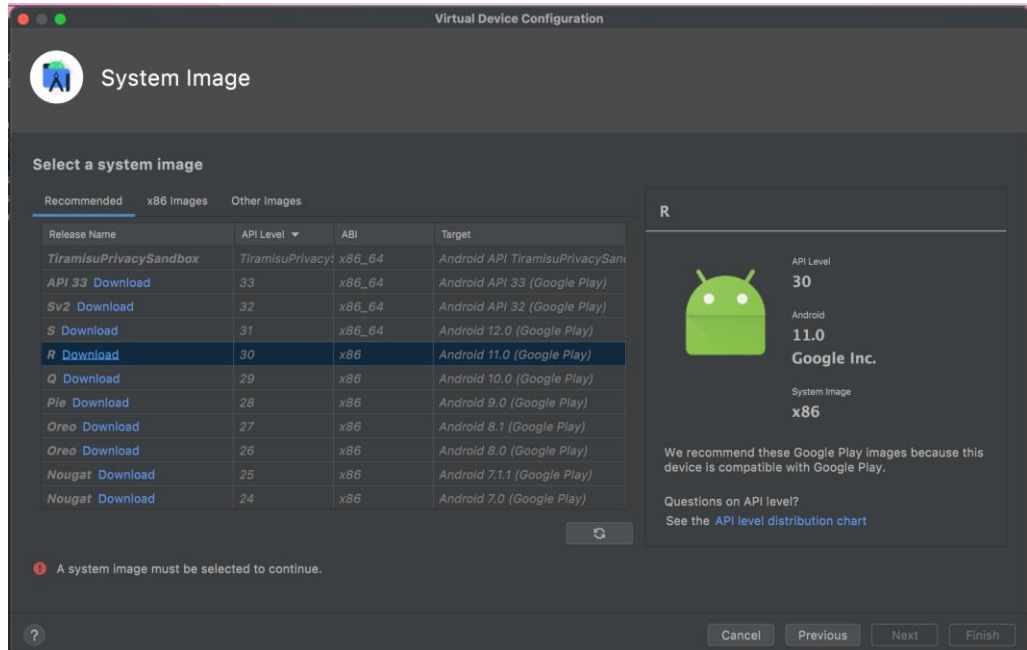 Virtual Device Configuration
System Image
Select a system image
Recommended x86 Images Other Images
Release Name API Level ABI Target
TiramisuPrivacySandbox TiramisuPrivacyS x86_64 Android API TiramisuPrivacySand
API 33 Download 33 x86_64 Android API 33 (Google Play)
Sv2 Download 32 x86_64 Android API 32 (Google Play)
S Download 31 x86_64 Android 12.0 (Google Play)
R Download 30 x86 Android 11.0 (Google Play)
Q Download 29 x86 Android 10.0 (Google Play)
Pie Download 28 x86 Android 9.0 (Google Play)
Oreo Download 27 x86 Android 8.1 (Google Play)
Oreo Download 26 x86 Android 8.0 (Google Play)
Nougat Download 25 x86 Android 7.1.1 (Google Play)
Nougat Download 24 x86 Android 7.0 (Google Play)
R
API Level
30
Android
11.0
Google Inc.
System Image
x86
We recommend these Google Play images because this
device is compatible with Google Play.
Questions on API level?
See the API level distribution chart
A system image must be selected to continue.
? Cancel Previous Next Finish